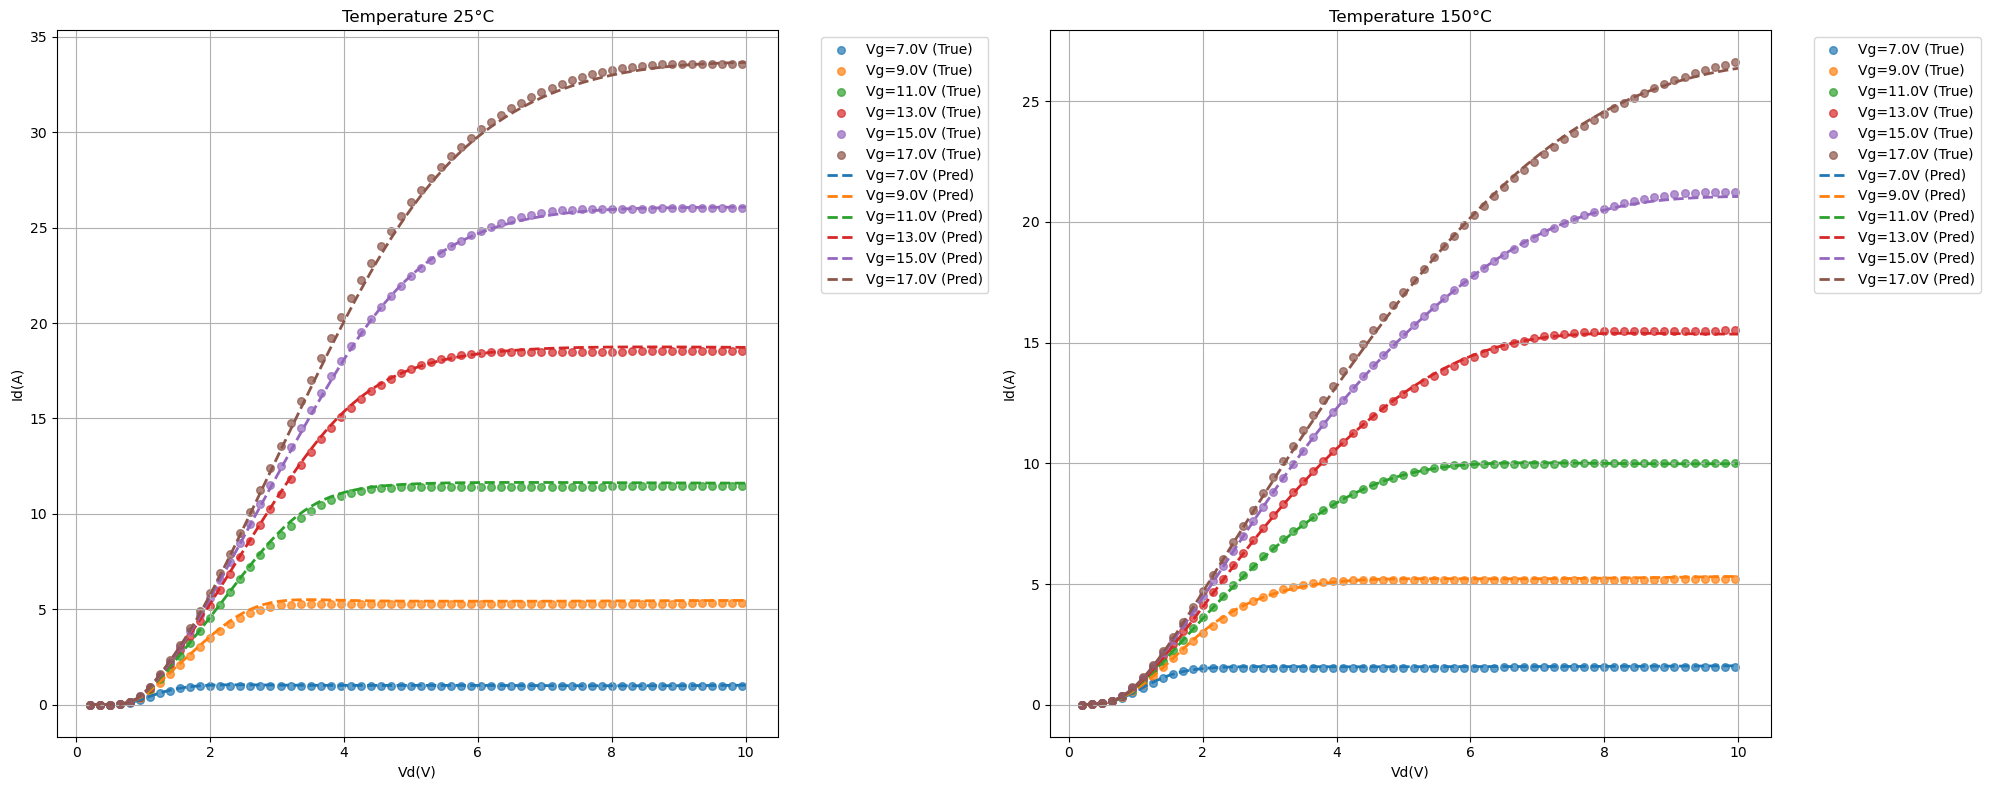 Temperature 25°C
35
30
25
20
15
10
5
0
Id(A)
0 2 4 6 8 10
Vd(V)
Vg=7.0V (True)
Vg=9.0V (True)
Vg=11.0V (True)
Vg=13.0V (True)
Vg=15.0V (True)
Vg=17.0V (True)
Vg=7.0V (Pred)
Vg=9.0V (Pred)
Vg=11.0V (Pred)
Vg=13.0V (Pred)
Vg=15.0V (Pred)
Vg=17.0V (Pred)
Temperature 150°C
25
20
15
10
5
0
Id(A)
0 2 4 6 8 10
Vd(V)
Vg=7.0V (True)
Vg=9.0V (True)
Vg=11.0V (True)
Vg=13.0V (True)
Vg=15.0V (True)
Vg=17.0V (True)
Vg=7.0V (Pred)
Vg=9.0V (Pred)
Vg=11.0V (Pred)
Vg=13.0V (Pred)
Vg=15.0V (Pred)
Vg=17.0V (Pred)